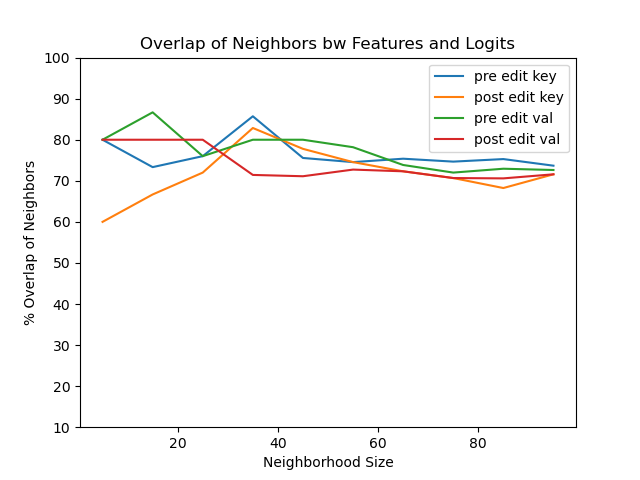 Overlap of Neighbors bw Features and Logits
pre edit key
post edit key
pre edit val
post edit val
% Overlap of Neighbors
100
90
80
70
60
50
40
30
20
10
20
40
60
80
Neighborhood Size